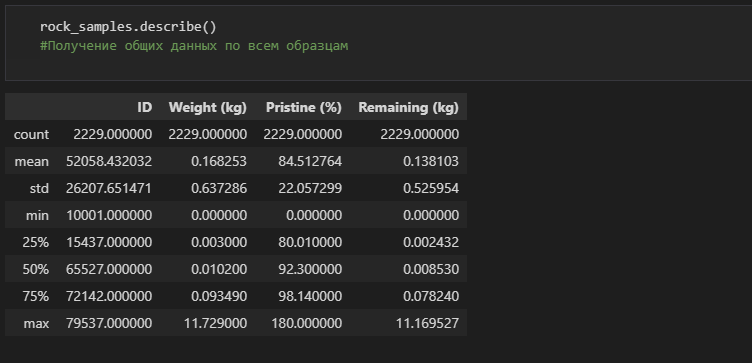 rock_samples.describe()
#Получение общих данных по всем образцам
ID Weight (kg) Pristine (%) Remaining (kg)
count 2229.000000 2229.000000 2229.000000 2229.000000
mean 52058.432032 0.168253 84.512764 0.138103
std 26207.651471 0.637286 22.057299 0.525954
min 10001.000000 0.000000 0.000000 0.000000
25% 15437.000000 0.003000 80.010000 0.002432
50% 65527.000000 0.010200 92.300000 0.008530
75% 72142.000000 0.093490 98.140000 0.078240
max 79537.000000 11.729000 180.000000 11.169527